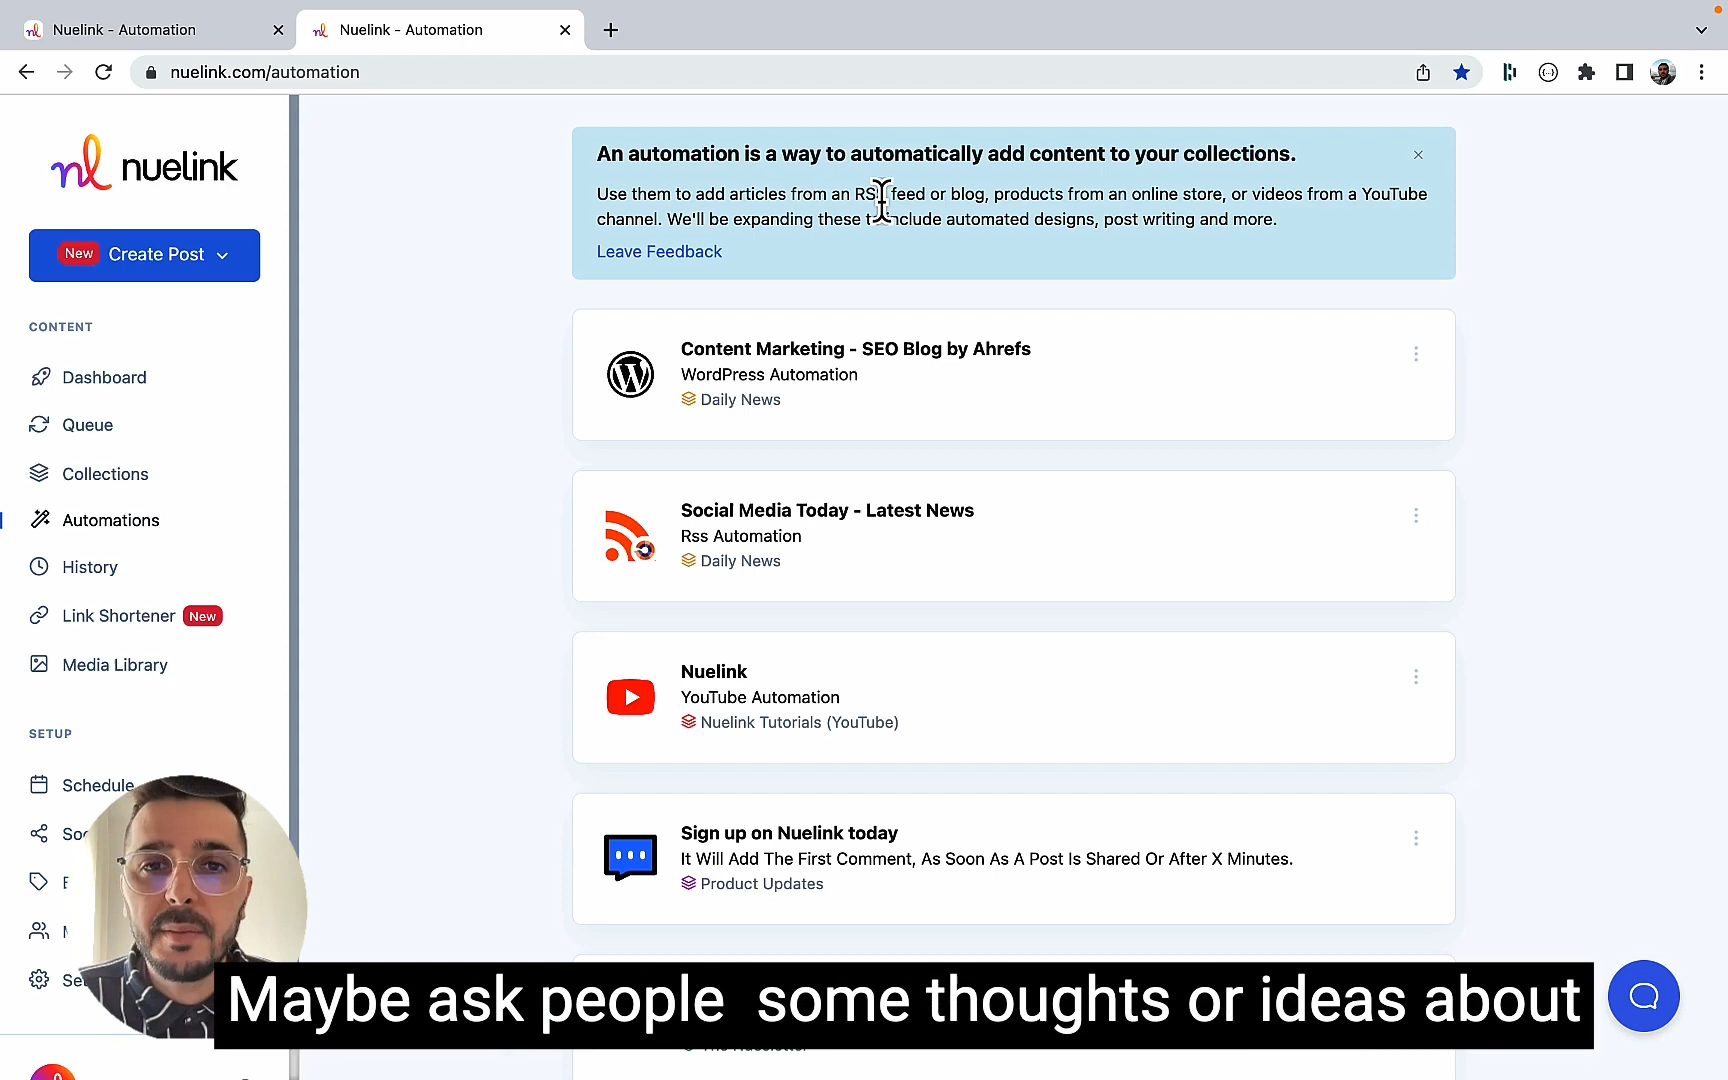 Nuelink - Automation
Nuelink - Automation
nuelink.com/automation
nl nuelink
New Create Post
CONTENT
Dashboard
Queue
Collections
Automations
History
Link Shortener New
Media Library
SETUP
Schedule
An automation is a way to automatically add content to your collections.
Use them to add articles from an RS feed or blog, products from an online store, or videos from a YouTube
channel. We'll be expanding these t include automated designs, post writing and more.
Leave Feedback
Content Marketing - SEO Blog by Ahrefs
WordPress Automation
Daily News
Social Media Today - Latest News
Rss Automation
Daily News
Nuelink
YouTube Automation
Nuelink Tutorials (YouTube)
Sign up on Nuelink today
It Will Add The First Comment, As Soon As A Post Is Shared Or After X Minutes.
Product Updates
Maybe ask people some thoughts or ideas about